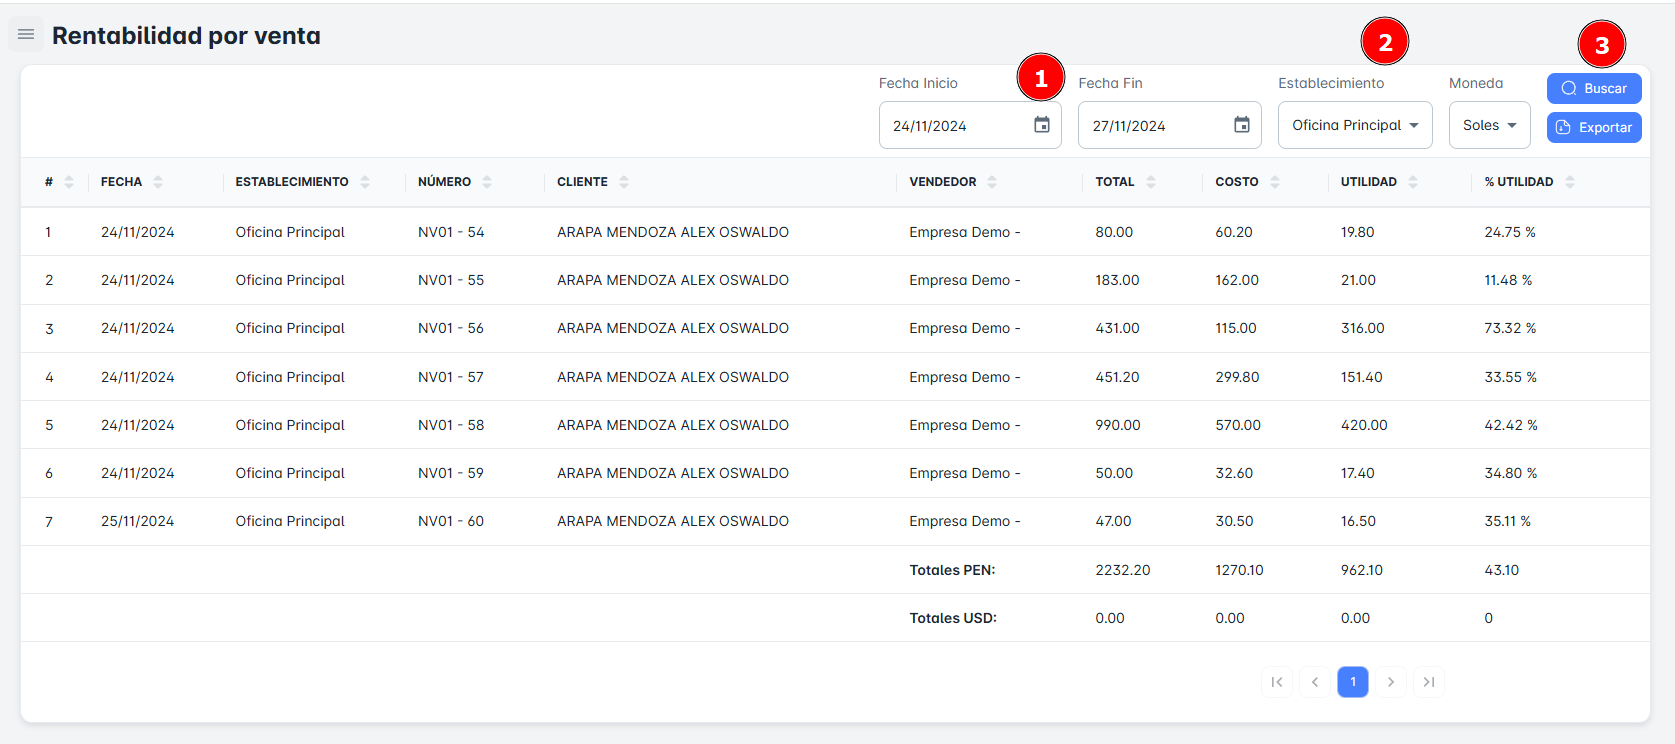 Rentabilidad por venta
1
2
3
Fecha Inicio
Fecha Fin
Establecimiento
Moneda
24/11/2024
27/11/2024
Oficina Principal
Soles
Buscar
Exportar
# FECHA ESTABLECIMIENTO NÚMERO CLIENTE VENDEDOR TOTAL COSTO UTILIDAD % UTILIDAD
1 24/11/2024 Oficina Principal NV01 - 54 ARAPA MENDOZA ALEX OSWALDO Empresa Demo - 80.00 60.20 19.80 24.75 %
2 24/11/2024 Oficina Principal NV01 - 55 ARAPA MENDOZA ALEX OSWALDO Empresa Demo - 183.00 162.00 21.00 11.48 %
3 24/11/2024 Oficina Principal NV01 - 56 ARAPA MENDOZA ALEX OSWALDO Empresa Demo - 431.00 115.00 316.00 73.32 %
4 24/11/2024 Oficina Principal NV01 - 57 ARAPA MENDOZA ALEX OSWALDO Empresa Demo - 451.20 299.80 151.40 33.55 %
5 24/11/2024 Oficina Principal NV01 - 58 ARAPA MENDOZA ALEX OSWALDO Empresa Demo - 990.00 570.00 420.00 42.42 %
6 24/11/2024 Oficina Principal NV01 - 59 ARAPA MENDOZA ALEX OSWALDO Empresa Demo - 50.00 32.60 17.40 34.80 %
7 25/11/2024 Oficina Principal NV01 - 60 ARAPA MENDOZA ALEX OSWALDO Empresa Demo - 47.00 30.50 16.50 35.11 %
Totales PEN: 2232.20 1270.10 962.10 43.10
Totales USD: 0.00 0.00 0.00 0
1